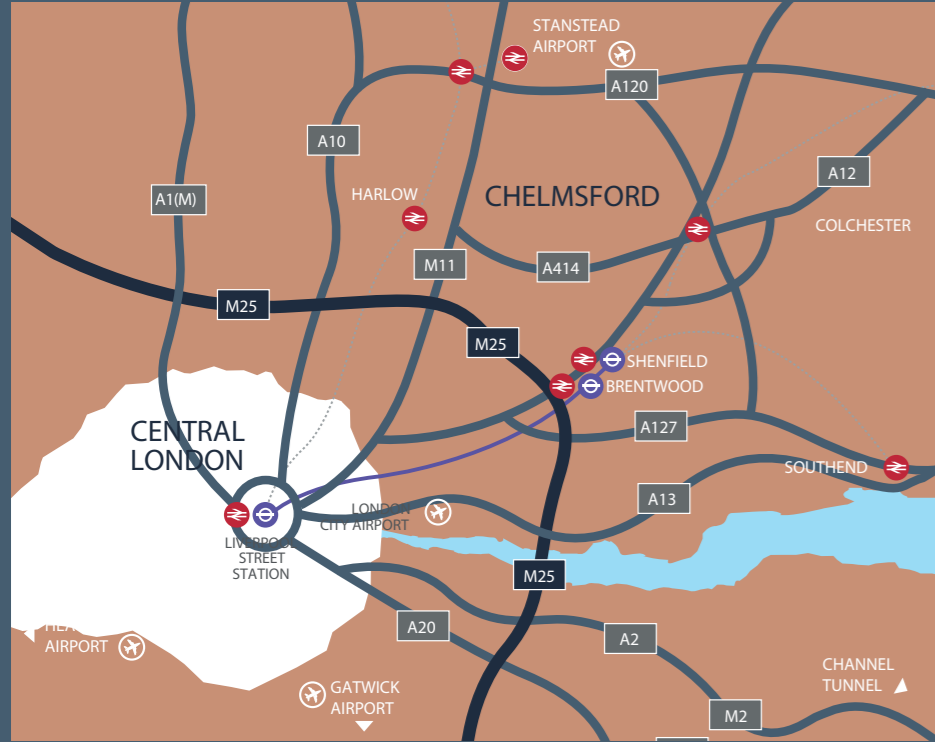 STANSTEAD
AIRPORT
A120
A10
A12
A1(M)
HARLOW
CHELMSFORD
COLCHESTER
M11
A414
M25
M25
SHENFIELD
BRENTWOOD
A127
CENTRAL
LONDON
SOUTHEND
A13
LONDON
CITY AIRPORT
STREET
STATION
M25
A20
A2
AIRPORT
CHANNEL
TUNNEL
GATWICK
AIRPORT
M2